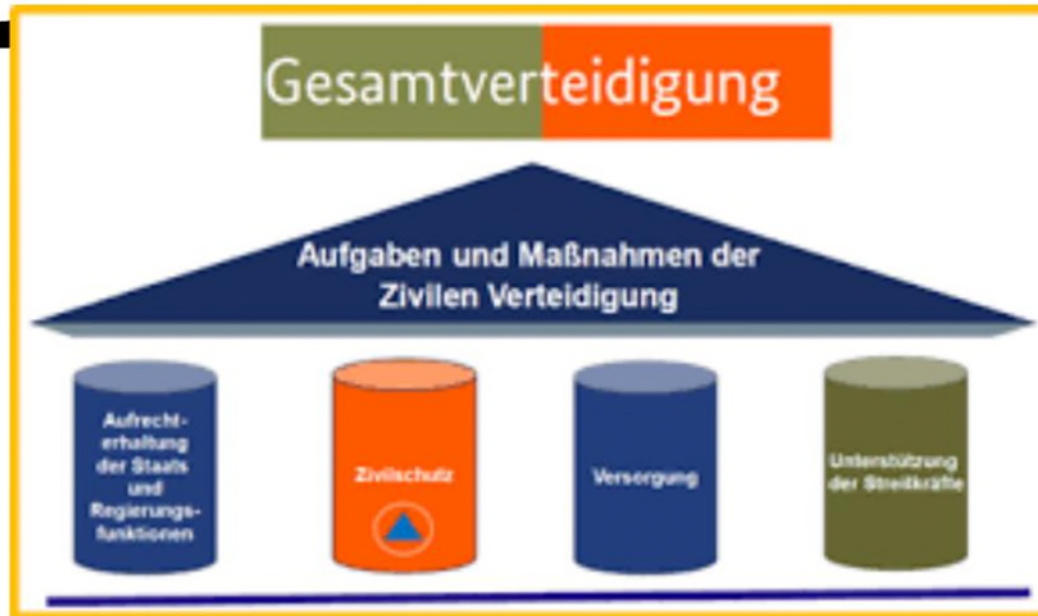 Gesamtverteidigung
Aufgaben und Maßnahmen der
Zivilen Verteidigung
Aufrecht-
erhaltung
der Staats
und
Regierungs-
funktionen
Zivilschutz
Versorgung
Unterstützung
der Streitkräfte